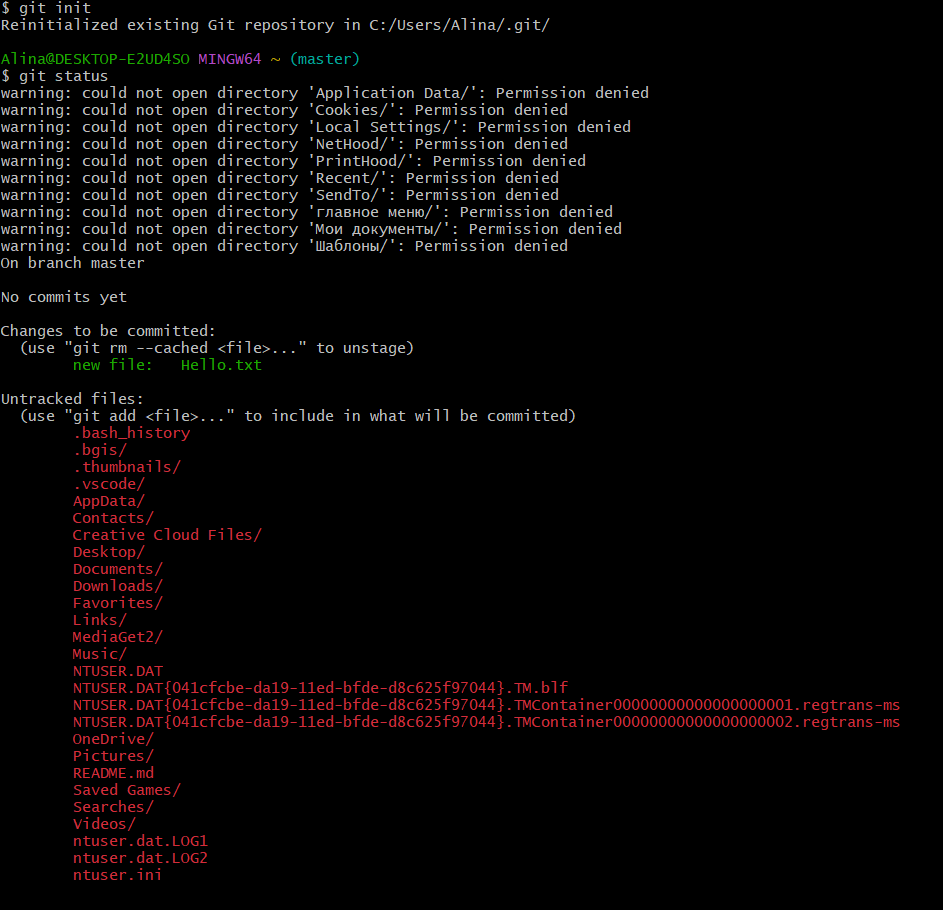 $ git init
Reinitialized existing Git repository in C:/Users/Alina/.git/
Alina@DESKTOP-E2UD4SO MINGW64 ~ (master)
$ git status
warning: could not open directory 'Application Data/': Permission denied
warning: could not open directory 'Cookies/': Permission denied
warning: could not open directory 'Local Settings/': Permission denied
warning: could not open directory 'NetHood/': Permission denied
warning: could not open directory 'PrintHood/': Permission denied
warning: could not open directory 'Recent/': Permission denied
warning: could not open directory 'SendTo/': Permission denied
warning: could not open directory 'главное меню/': Permission denied
warning: could not open directory 'Мои документы/': Permission denied
warning: could not open directory 'Шаблоны/': Permission denied
On branch master
No commits yet
Changes to be committed:
  (use "git rm --cached <file>..." to unstage)
        new file:   Hello.txt
Untracked files:
  (use "git add <file>..." to include in what will be committed)
        .bash_history
        .bgis/
        .thumbnails/
        .vscode/
        AppData/
        Contacts/
        Creative Cloud Files/
        Desktop/
        Documents/
        Downloads/
        Favorites/
        Links/
        MediaGet2/
        Music/
        NTUSER.DAT
        NTUSER.DAT{041cfcbe-da19-11ed-bfde-d8c625f97044}.TM.blf
        NTUSER.DAT{041cfcbe-da19-11ed-bfde-d8c625f97044}.TMContainer00000000000000000001.regtrans-ms
        NTUSER.DAT{041cfcbe-da19-11ed-bfde-d8c625f97044}.TMContainer00000000000000000002.regtrans-ms
        OneDrive/
        Pictures/
        README.md
        Saved Games/
        Searches/
        Videos/
        ntuser.dat.LOG1
        ntuser.dat.LOG2
        ntuser.ini